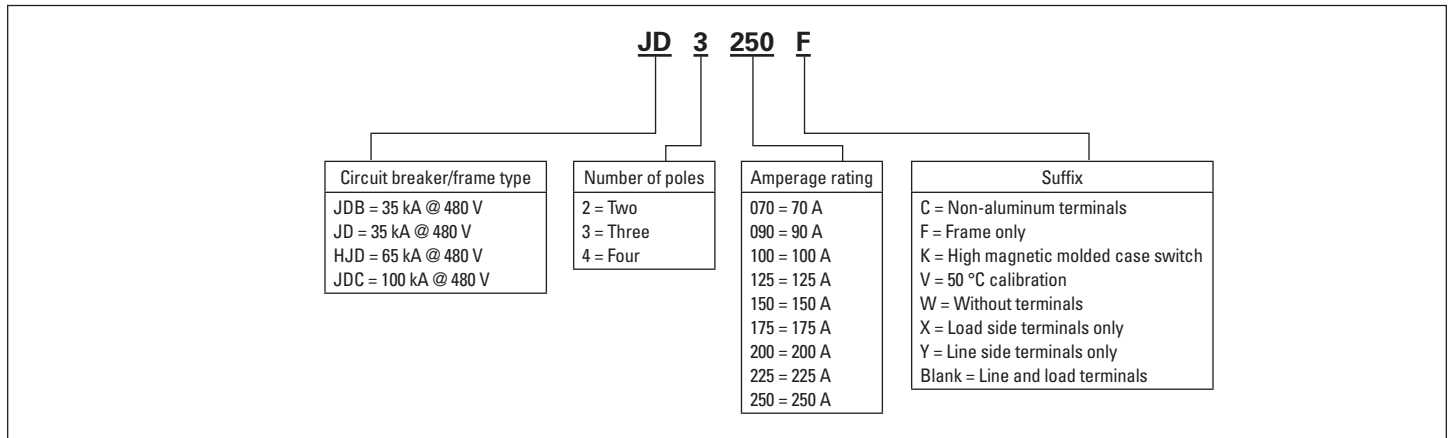 JD 3 250 F
Circuit breaker/frame type
JDB = 35 kA @ 480 V
JD = 35 kA @ 480 V
HJD = 65 kA @ 480 V
JDC = 100 kA @ 480 V
Number of poles
2 = Two
3 = Three
4 = Four
Amperage rating
070 = 70 A
090 = 90 A
100 = 100 A
125 = 125 A
150 = 150 A
175 = 175 A
200 = 200 A
225 = 225 A
250 = 250 A
Suffix
C = Non-aluminum terminals
F = Frame only
K = High magnetic molded case switch
V = 50 °C calibration
W = Without terminals
X = Load side terminals only
Y = Line side terminals only
Blank = Line and load terminals